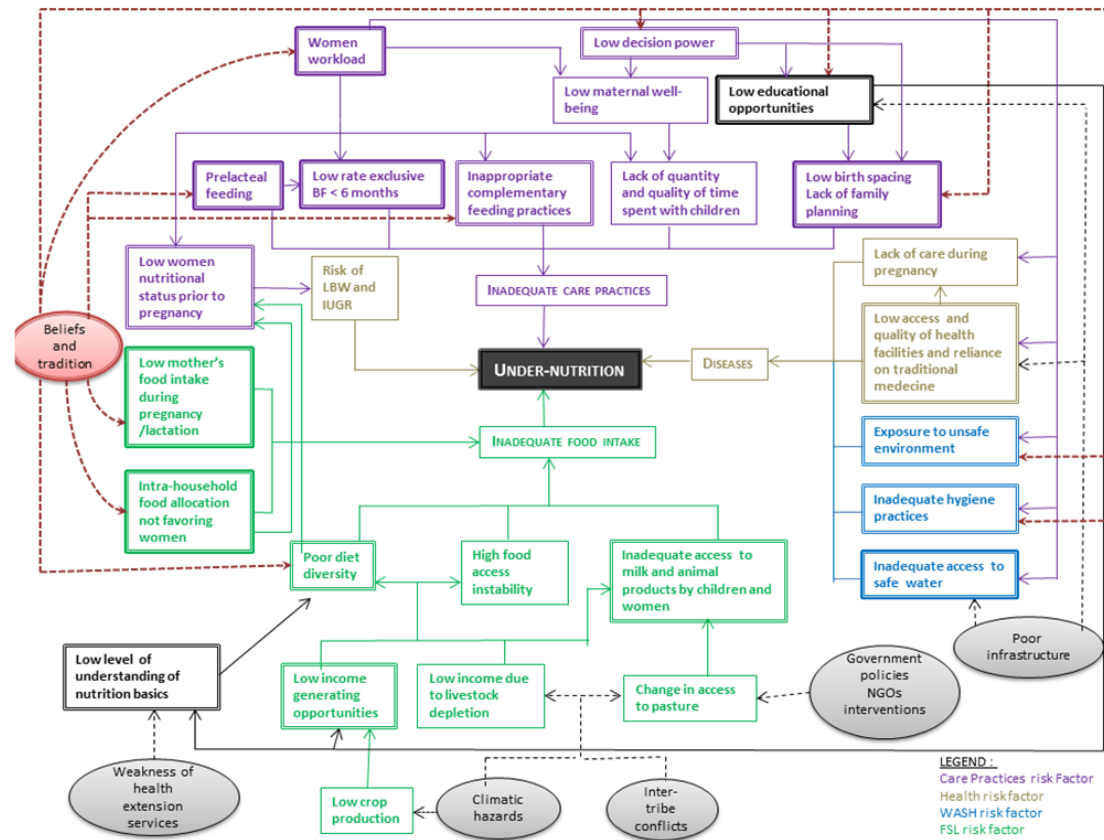 Women
workload
Low decision power
Low maternal well-
being
Low educational
opportunities
Prelacteal
feeding
Low rate exclusive
BF < 6 months
Inappropriate
complementary
feeding practices
Lack of quantity
and quality of time
spent with children
Low birth spacing
Lack of family
planning
Low women
nutritional
status prior to
pregnancy
Risk of
LBW and
IUGR
INADEQUATE CARE PRACTICES
Lack of care during
pregnancy
Beliefs
and
tradition
Low mother's
food intake
during
pregnancy
/lactation
UNDER-NUTRITION
DISEASES
Low access and
quality of health
facilities and reliance
on traditional
medecine
INADEQUATE FOOD INTAKE
Exposure to unsafe
environment
Intra-household
food allocation
not favoring
women
Inadequate hygiene
practices
Poor diet
diversity
High food
access
instability
Inadequate access to
milk and animal
products by children and
women
Inadequate access to
safe water
Low level of
understanding of
nutrition basics
Low income
generating
opportunities
Low income due
to livestock
depletion
Change in access
to pasture
Government
policies
NGOs
interventions
Poor
infrastructure
Weakness of
health
extension
services
Low crop
production
Climatic
hazards
Inter-
tribe
conflicts
LEGEND :
Care Practices risk Factor
Health risk factor
WASH risk factor
FSL risk factor